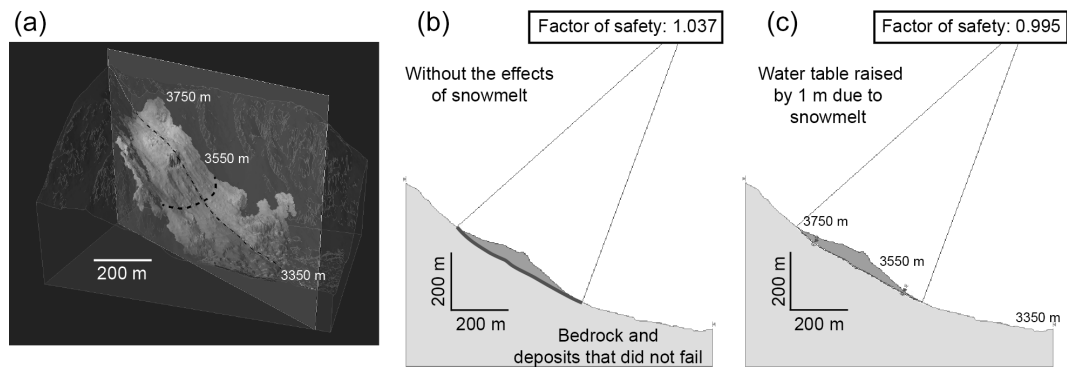 (a)
3750 m
3550 m
3350 m
200 m
(b)
Factor of safety: 1.037
Without the effects
of snowmelt
200 m
200 m
Bedrock and
deposits that did not fail
(c)
Factor of safety: 0.995
Water table raised
by 1 m due to
snowmelt
3750 m
3550 m
200 m
200 m
3350 m